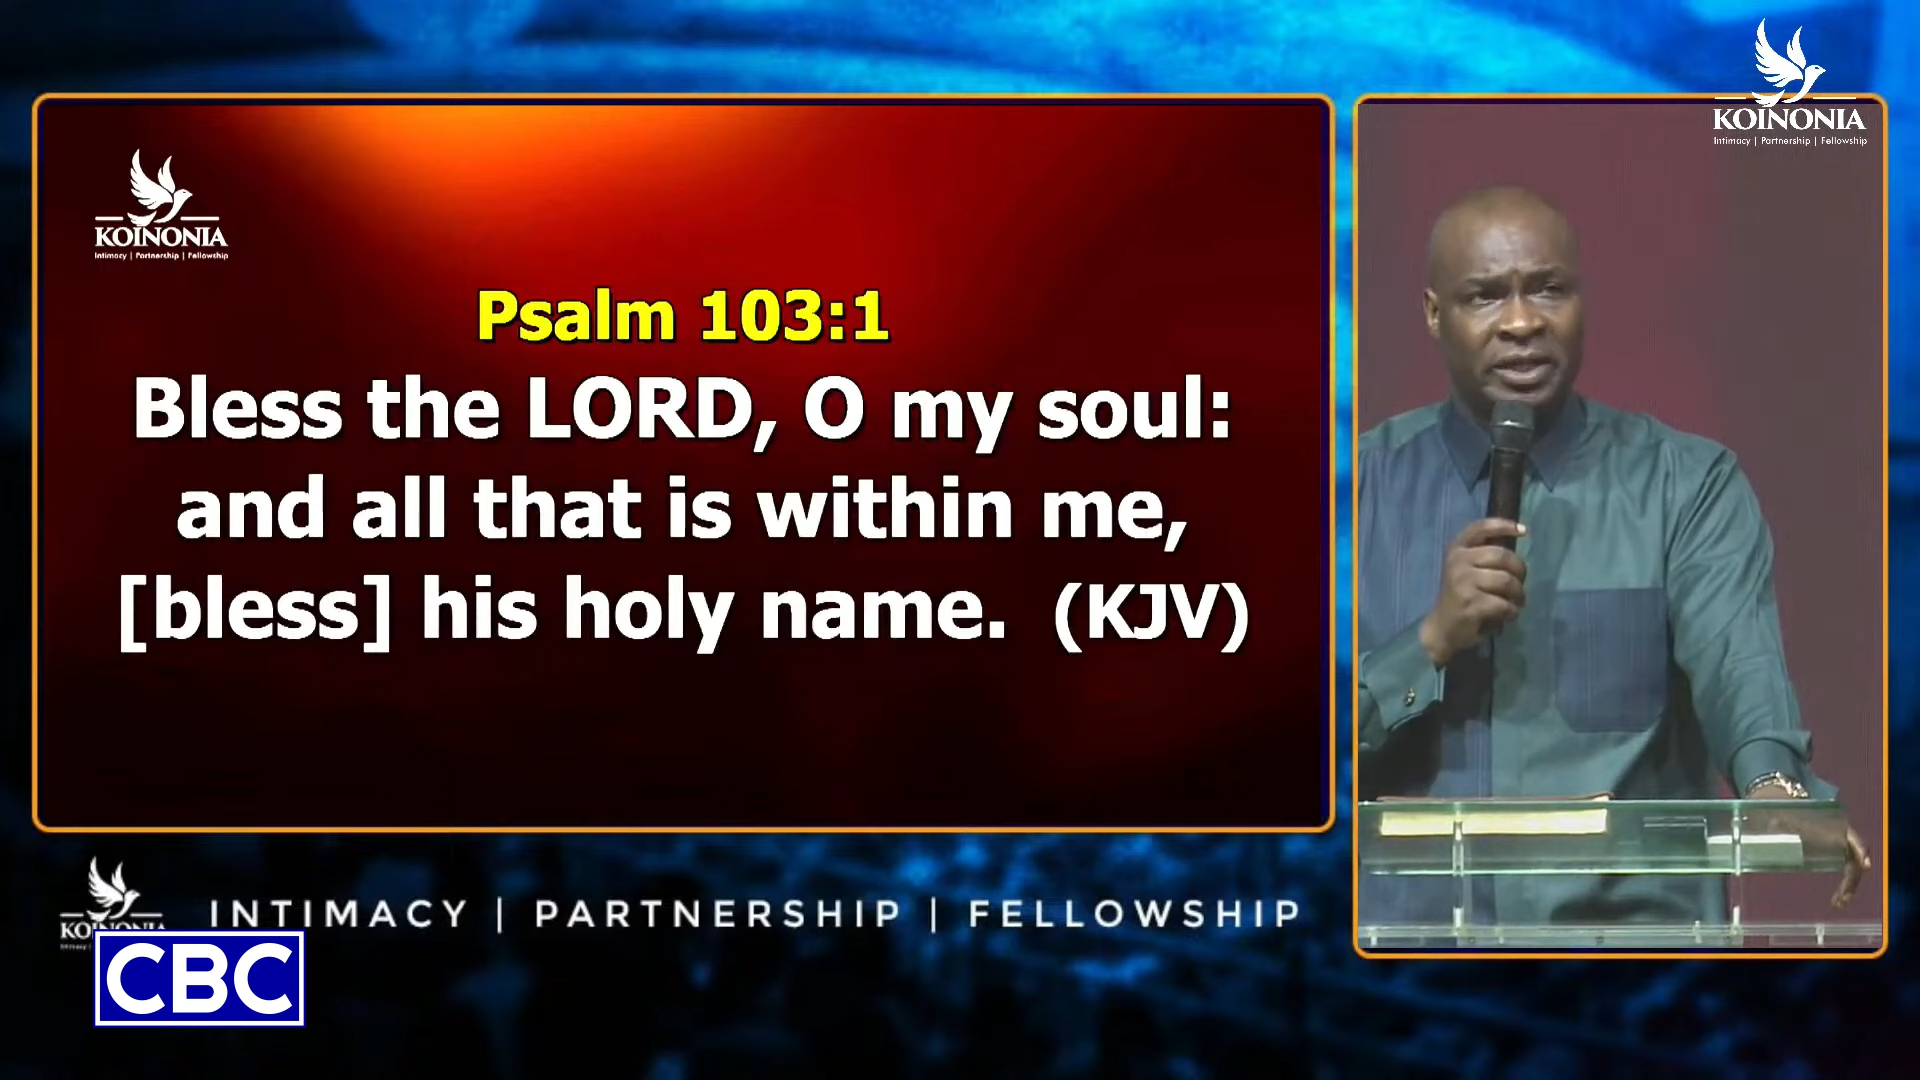 KOINONIA
Intimacy | Partnership | Fellowship
KOINONIA
Intimacy | Partnership | Fellowship
Psalm 103:1
Bless the LORD, O my soul:
and all that is within me,
[bless] his holy name. (KJV)
INTIMACY | PARTNERSHIP | FELLOWSHIP
CBC